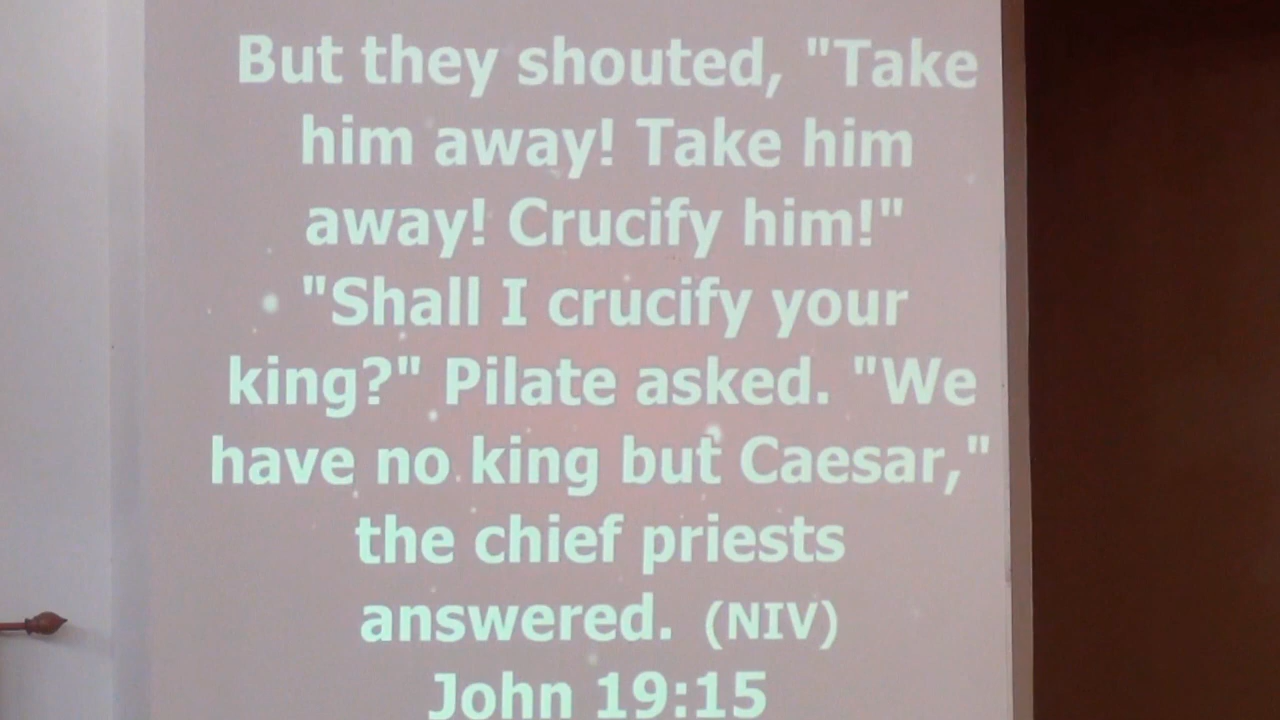 But they shouted, "Take
him away! Take him
away! Crucify him!"
"Shall I crucify your
king?" Pilate asked. "We
have no king but Caesar,"
the chief priests
answered. (NIV)
John 19:15